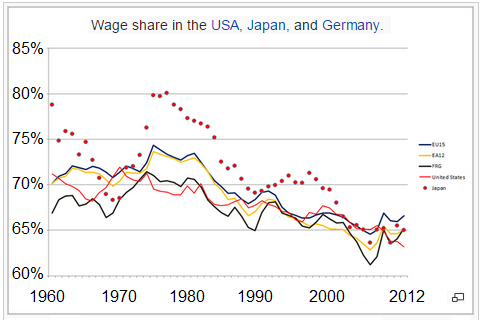 Wage share in the USA, Japan, and Germany.
85%
80%
75%
70%
65%
60%
EU15
EA12
FRG
United States
Japan
1960 1970 1980 1990 2000 2012